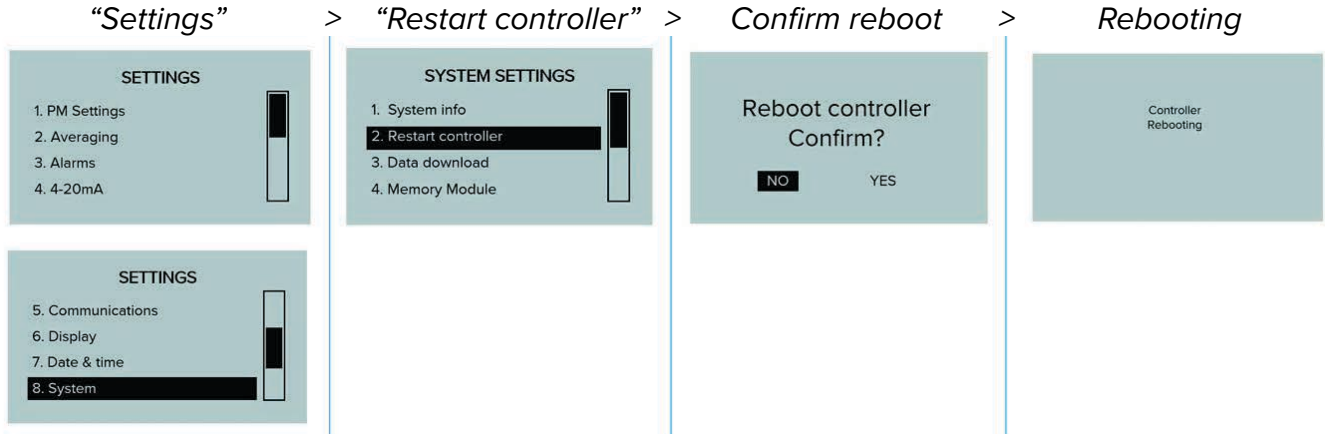 “Settings” > “Restart controller” > Confirm reboot > Rebooting
SETTINGS
1. PM Settings
2. Averaging
3. Alarms
4. 4-20mA
SETTINGS
5. Communications
6. Display
7. Date & time
8. System
SYSTEM SETTINGS
1. System info
2. Restart controller
3. Data download
4. Memory Module
Reboot controller
Confirm?
NO YES
Controller
Rebooting